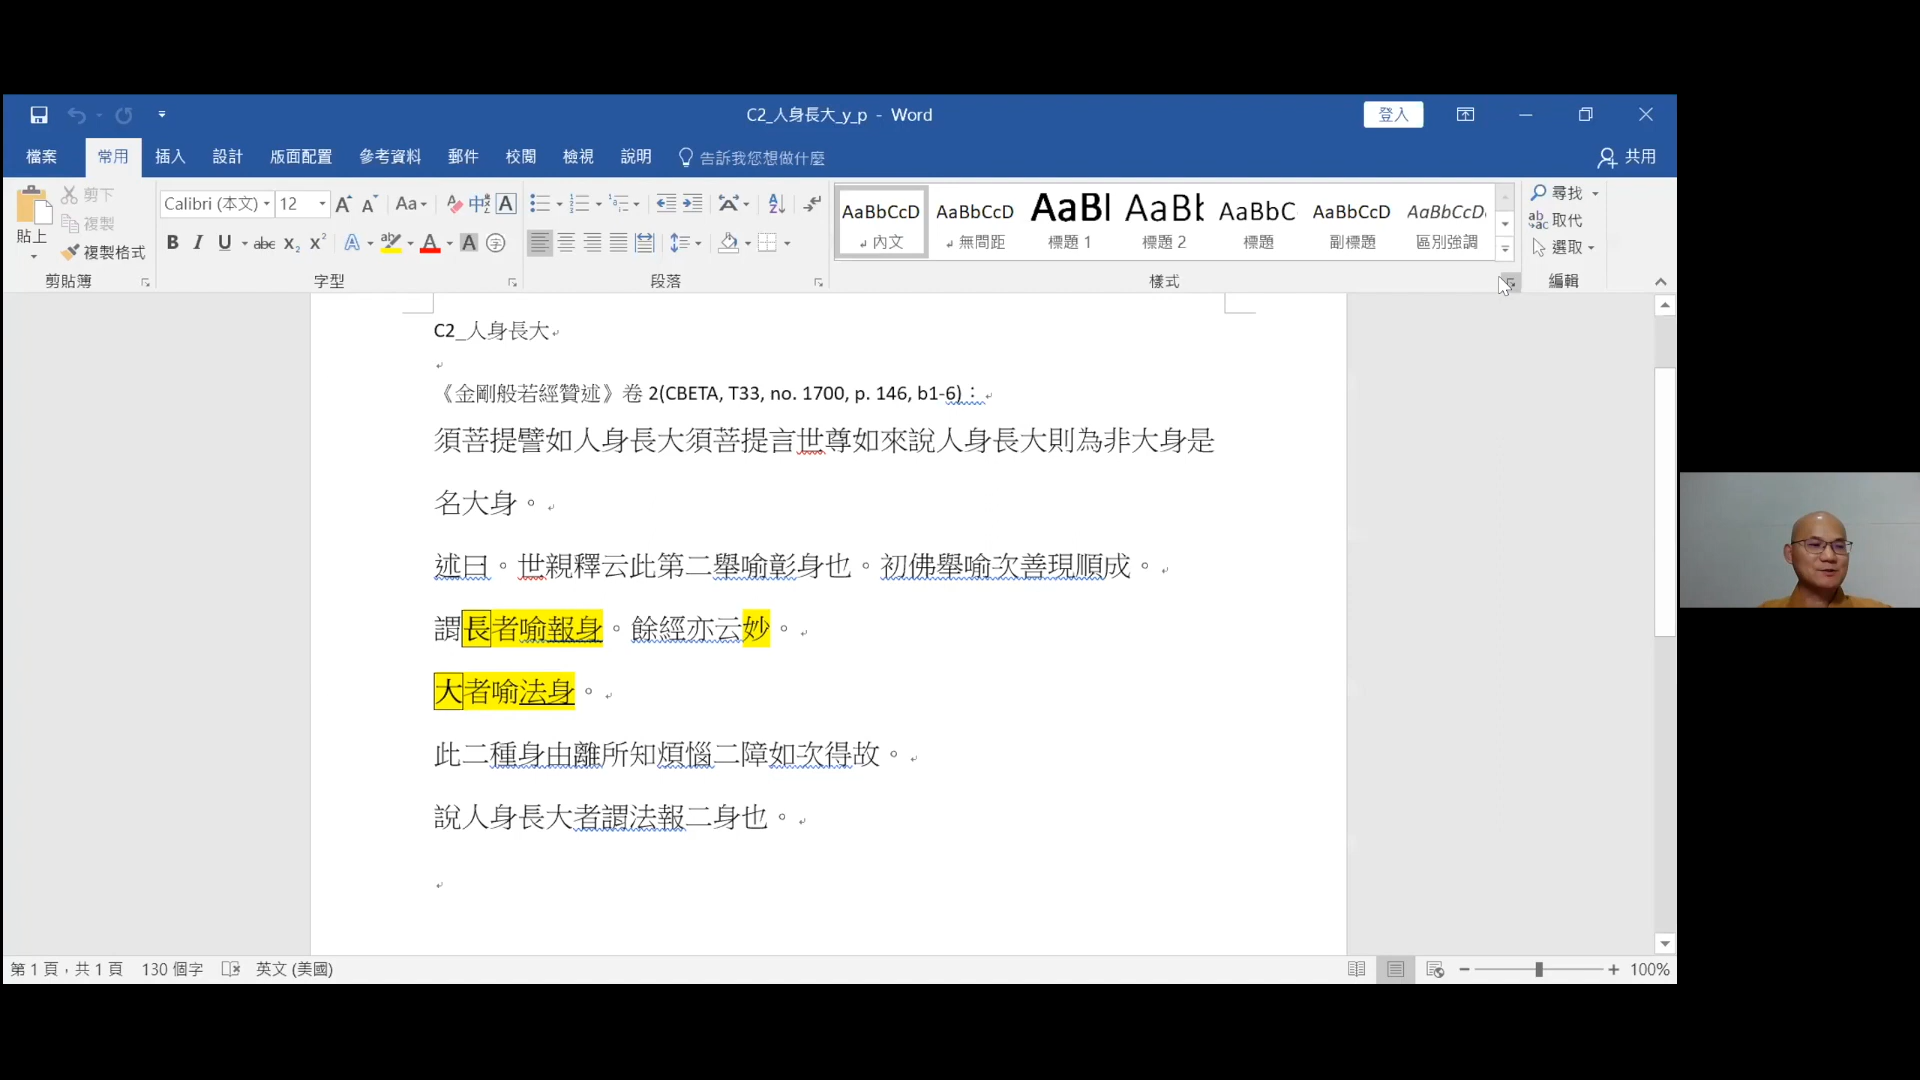 C2_人身長大_y_p - Word
登入
檔案 常用 插入 設計 版面配置 參考資料 郵件 校閱 檢視 說明 告訴我您想做什麼 共用
貼上 剪下 複製 複製格式 剪貼簿
Calibri (本文) 12
字型
段落
AaBbCcD AaBbCcD AaBl AaBb AaBbC AaBbCcD AaBbCcD
內文 無間距 標題 1 標題 2 標題 副標題 區別強調
樣式
尋找
取代
選取
編輯
C2_人身長大
《金剛般若經贊述》卷 2(CBETA, T33, no. 1700, p. 146, b1-6)：
須菩提譬如人身長大須菩提言世尊如來說人身長大則為非大身是
名大身。
述曰。世親釋云此第二舉喻彰身也。初佛舉喻次善現順成。
謂長者喻報身。餘經亦云妙。
大者喻法身。
此二種身由離所知煩惱二障如次得故。
說人身長大者謂法報二身也。
第 1 頁，共 1 頁 130 個字 英文 (美國) 100%